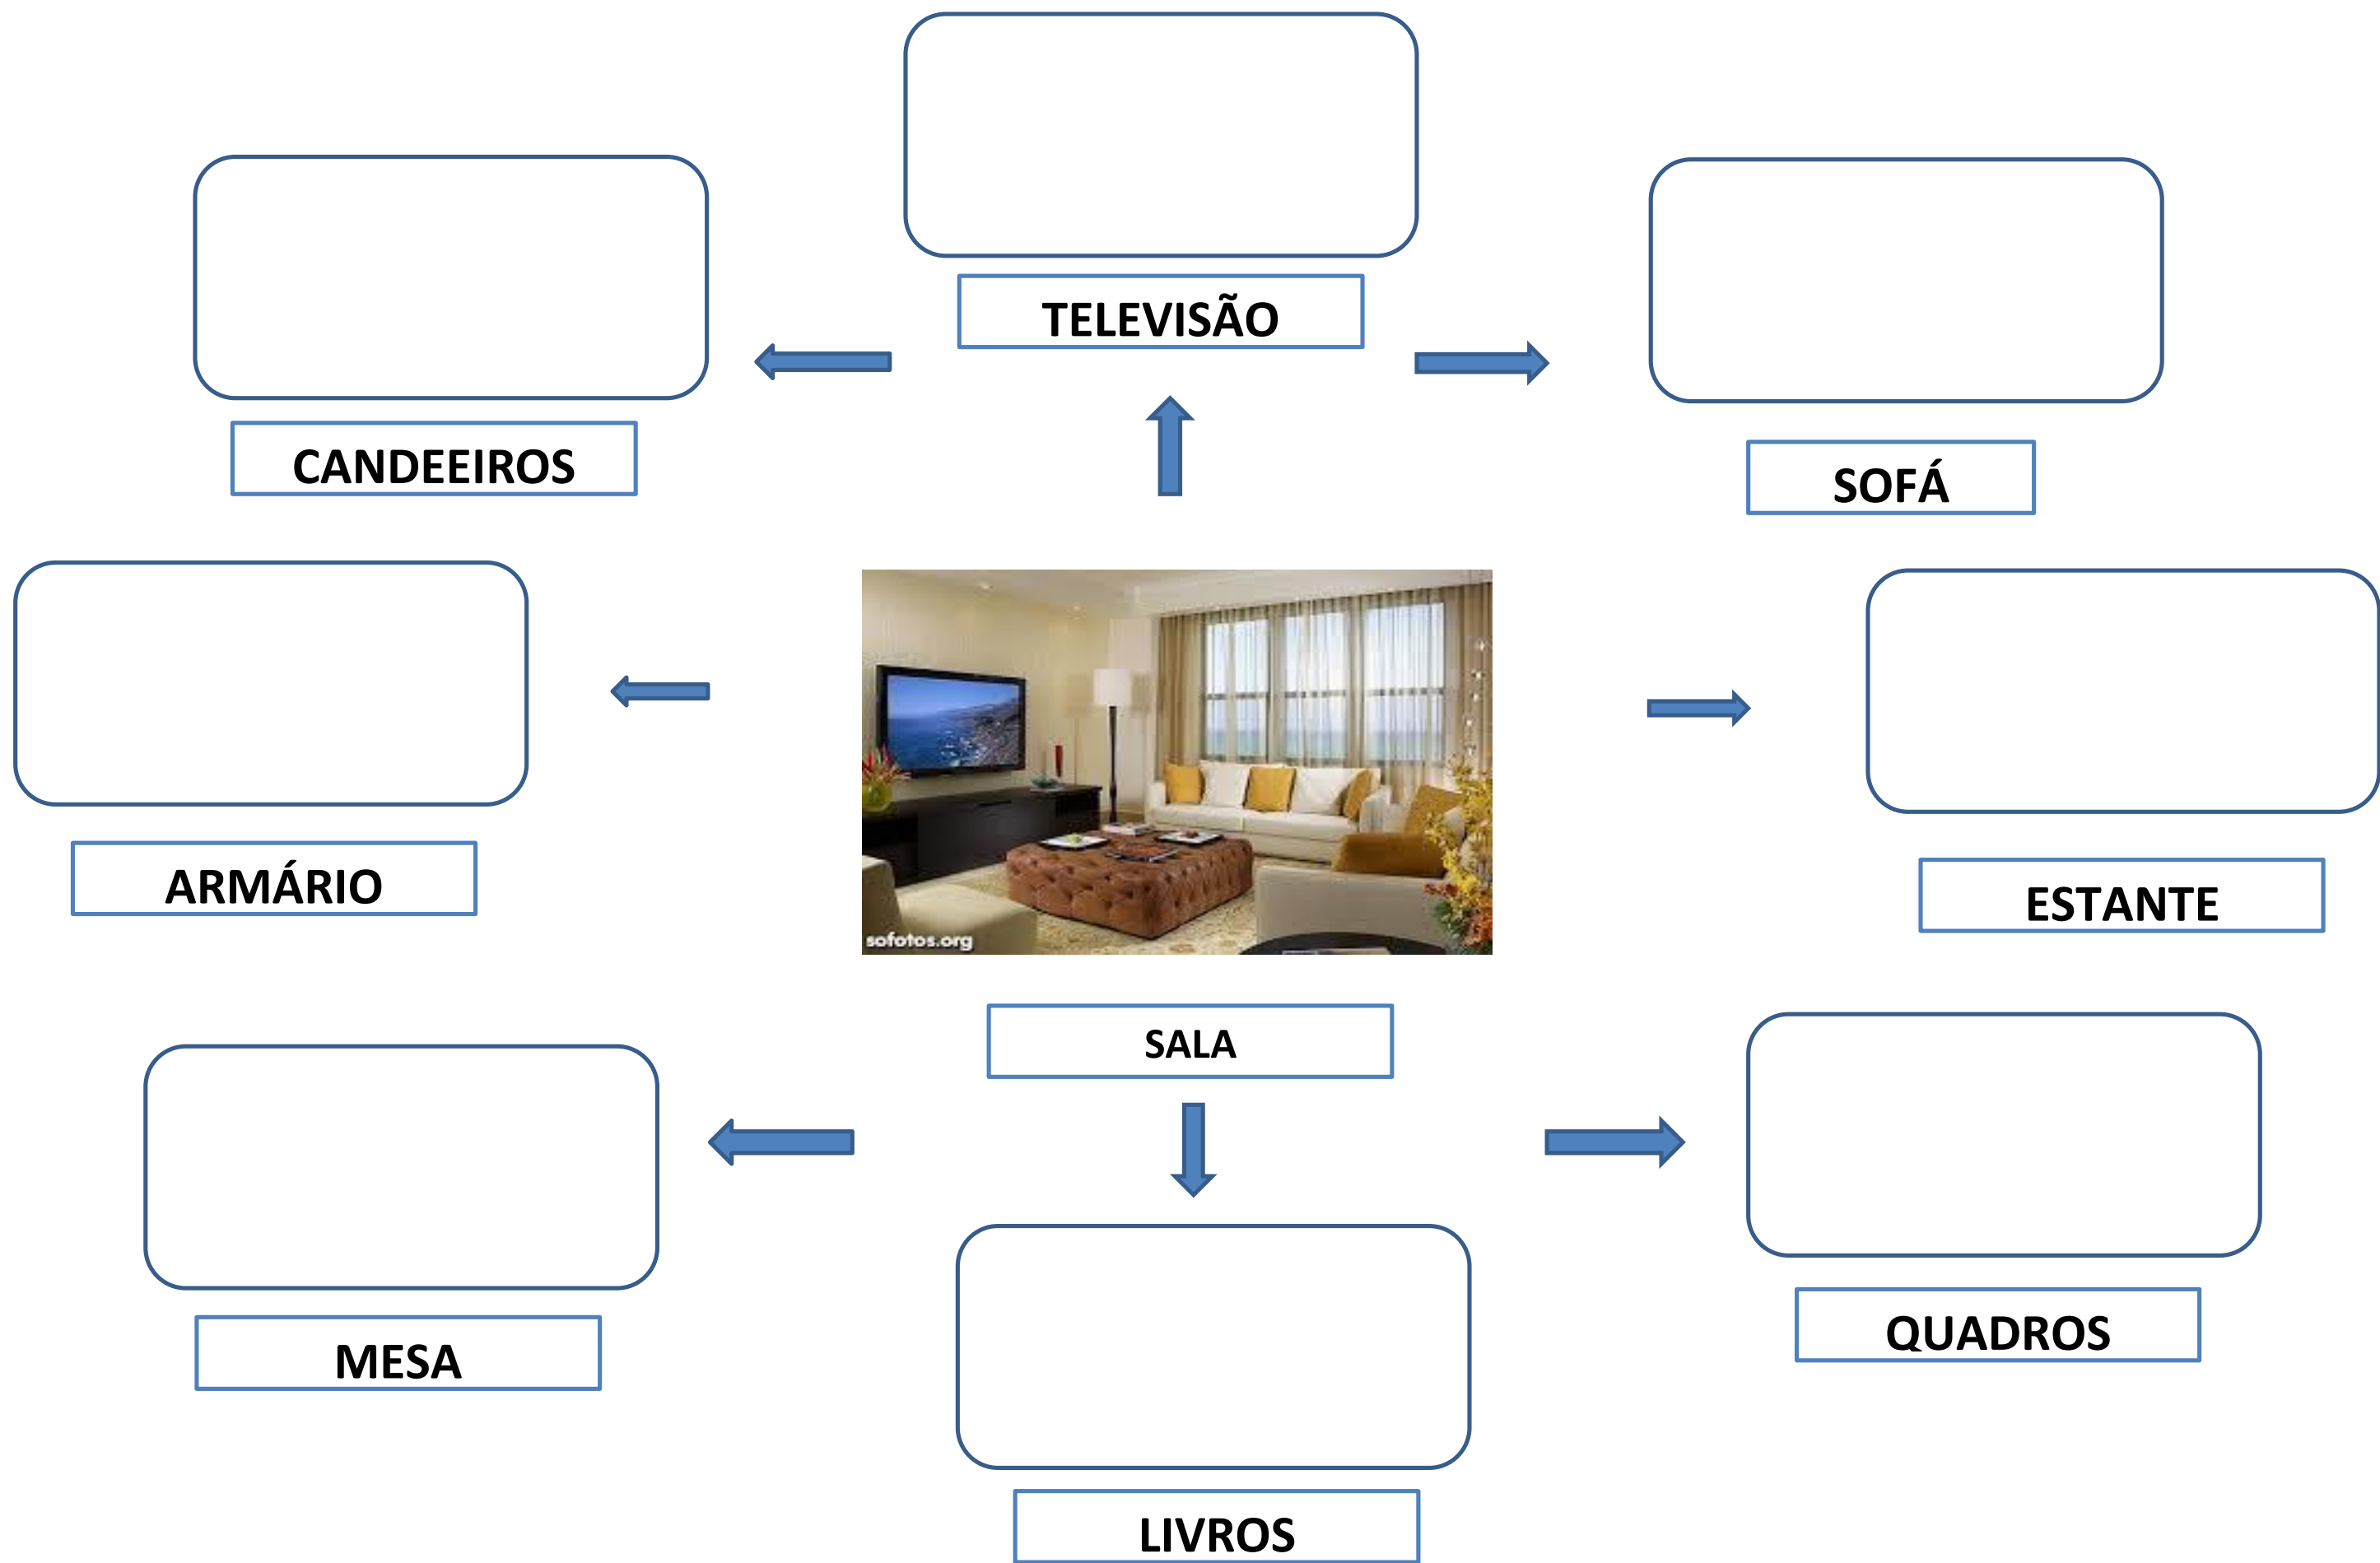 TELEVISÃO
CANDEEIROS
SOFÁ
sofotos.org
ARMÁRIO
ESTANTE
SALA
QUADROS
MESA
LIVROS